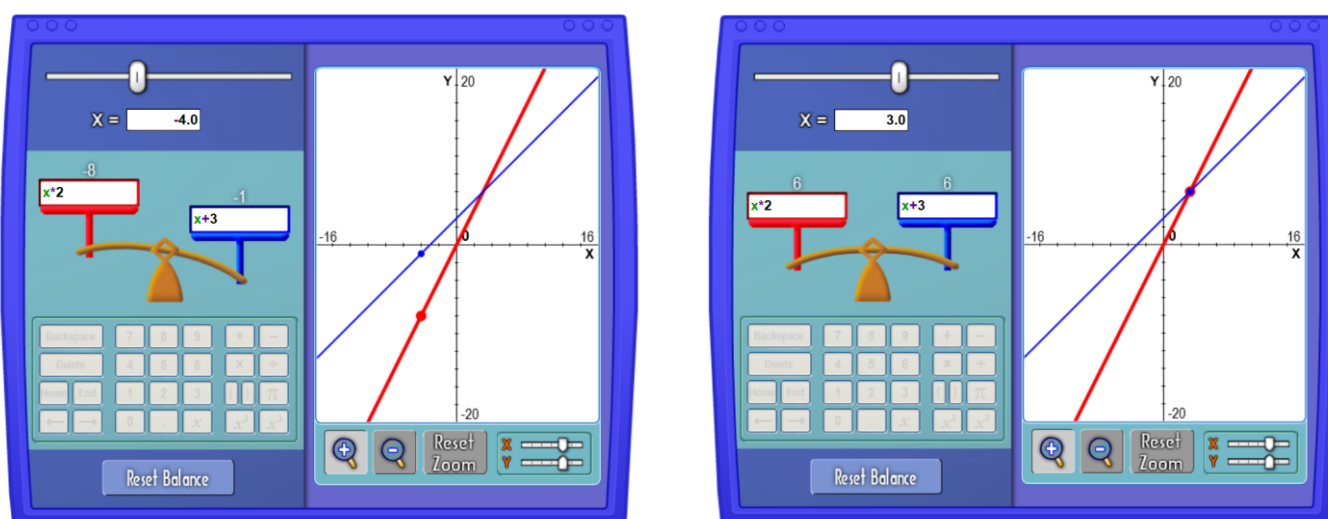 X = -4.0
-8
x*2
-1
x+3
Backspace 7 8 9 + −
Delete 4 5 6 × ÷
Home End 1 2 3 ( ) π
← → 0 . x x² x³
Reset Balance
Y 20
-16 0 16
X
-20
Reset
Zoom
X
Y
X = 3.0
6 6
x*2 x+3
Backspace 7 8 9 + −
Delete 4 5 6 × ÷
Home End 1 2 3 ( ) π
← → 0 . x x² x³
Reset Balance
Y 20
-16 0 16
X
-20
Reset
Zoom
X
Y